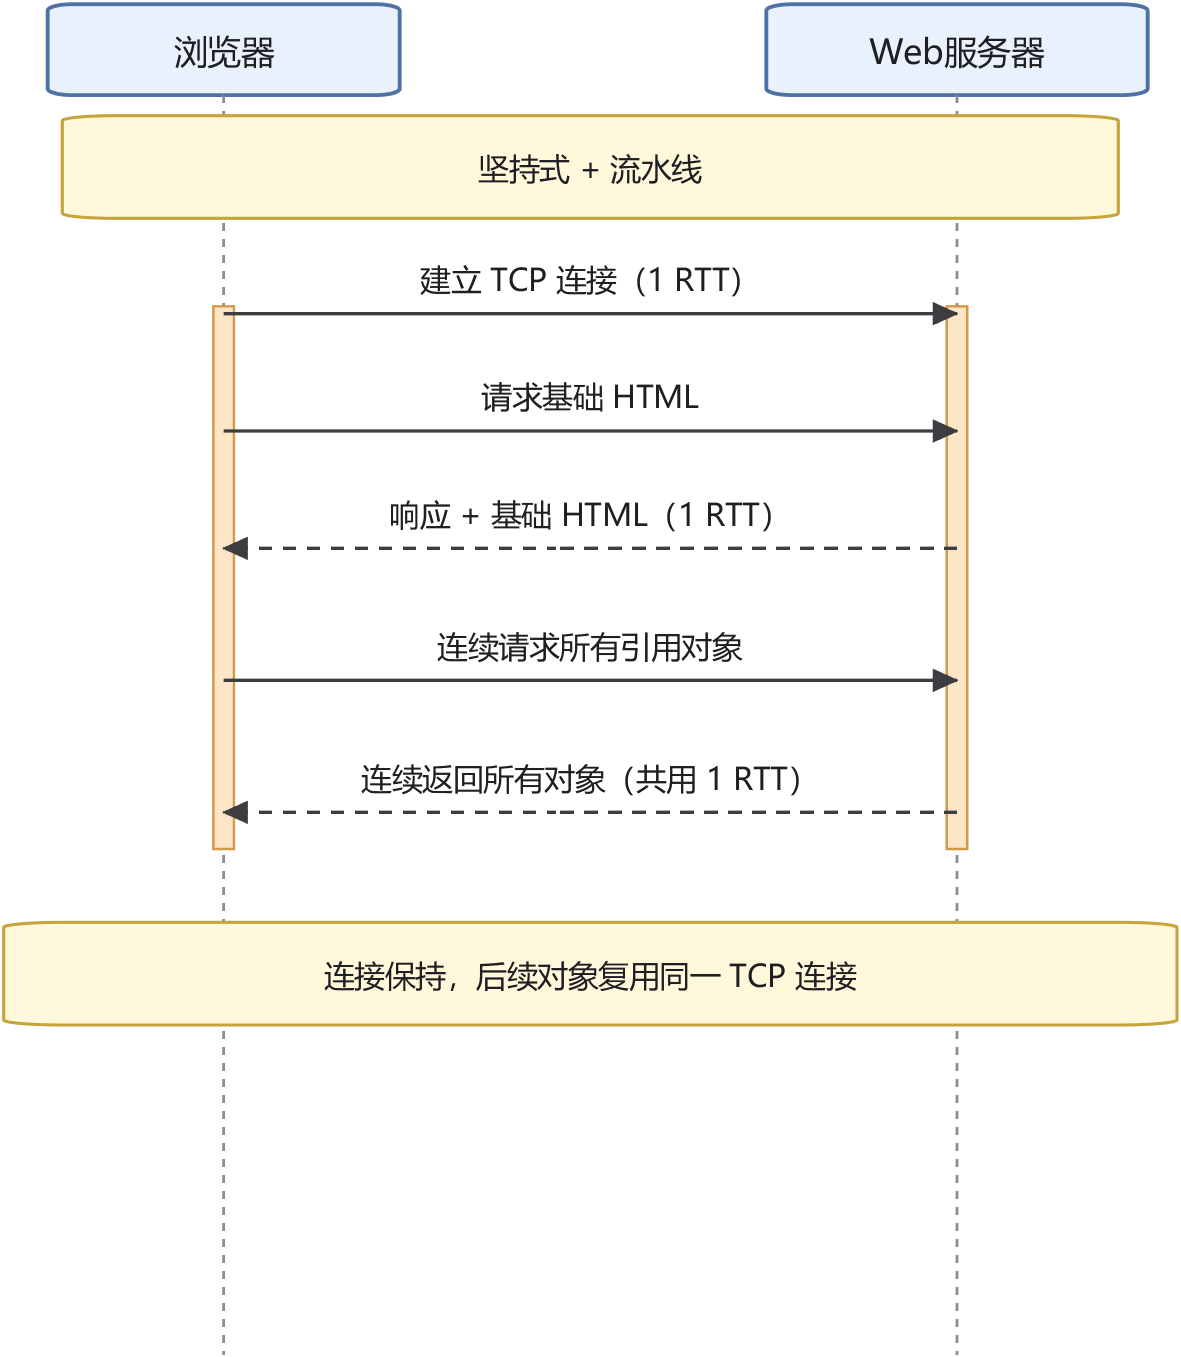 浏览器
Web服务器
坚持式 + 流水线
建立 TCP 连接（1 RTT）
请求基础 HTML
响应 + 基础 HTML（1 RTT）
连续请求所有引用对象
连续返回所有对象（共用 1 RTT）
连接保持，后续对象复用同一 TCP 连接